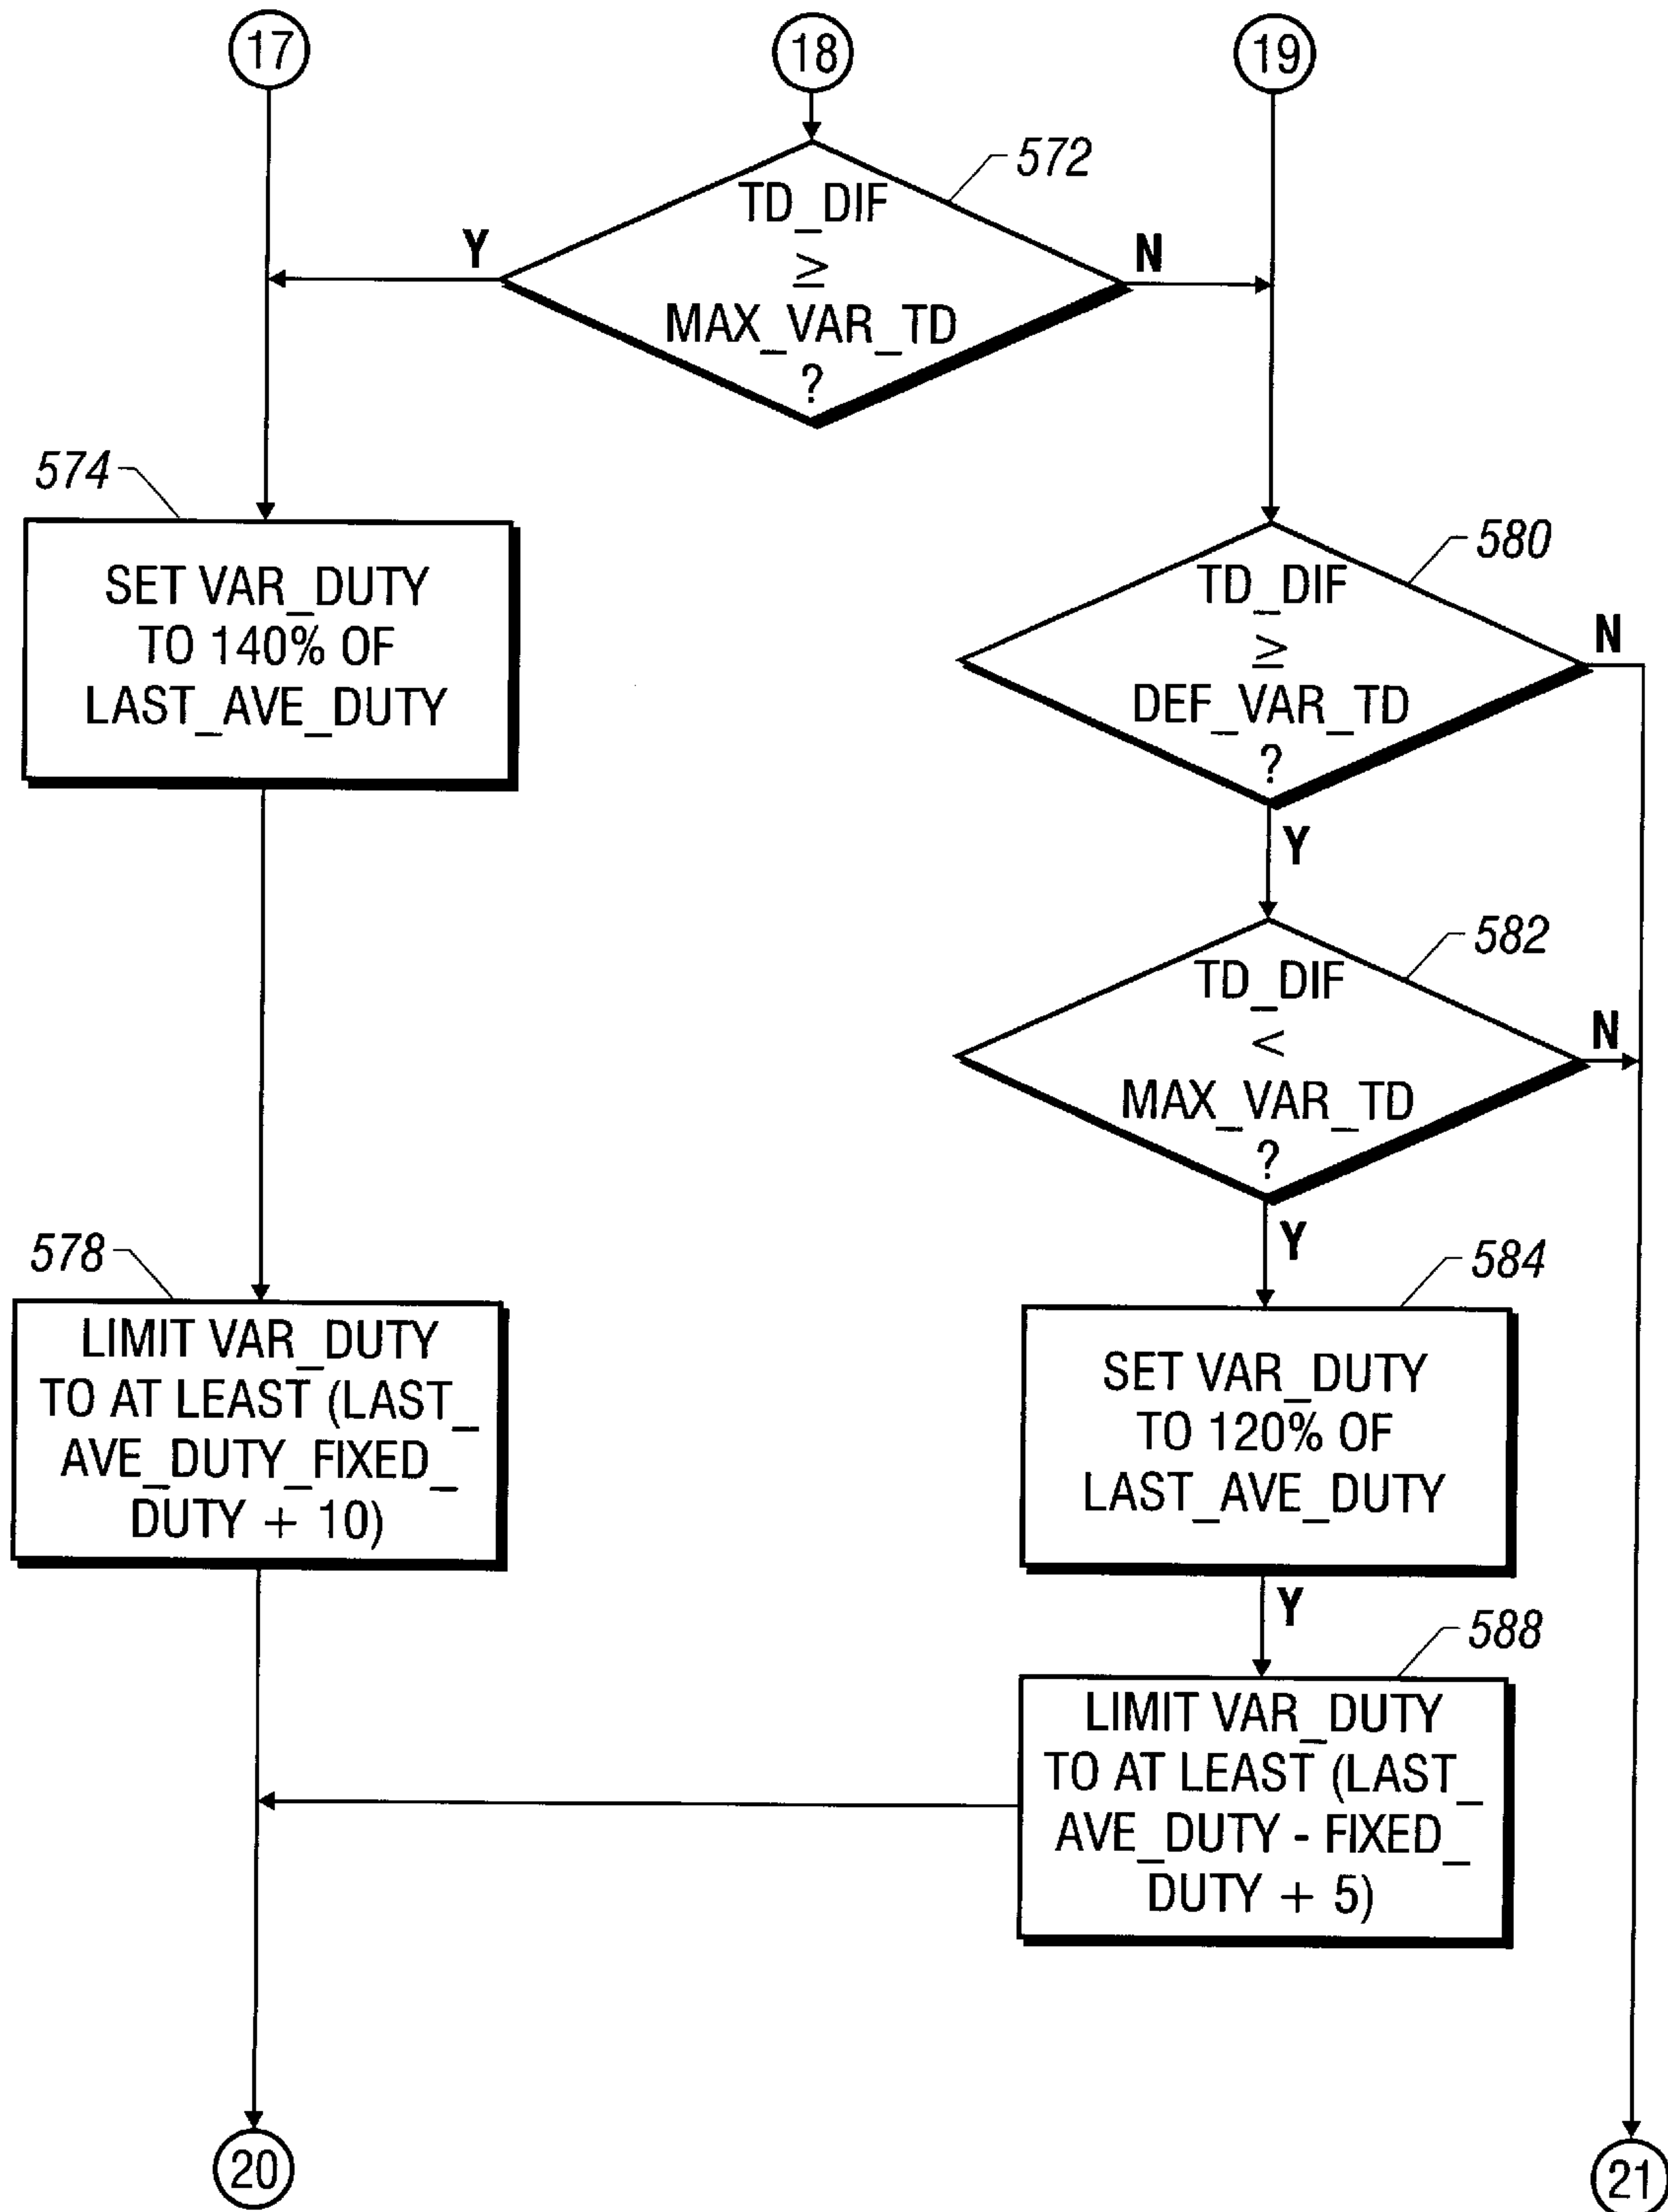 17
18
19
572
TD_DIF
≥
MAX_VAR_TD
?
Y
N
574
SET VAR_DUTY
TO 140% OF
LAST_AVE_DUTY
580
TD_DIF
≥
DEF_VAR_TD
?
N
Y
582
TD_DIF
<
MAX_VAR_TD
?
N
Y
578
LIMIT VAR_DUTY
TO AT LEAST (LAST_
AVE_DUTY_FIXED_
DUTY + 10)
584
SET VAR_DUTY
TO 120% OF
LAST_AVE_DUTY
Y
588
LIMIT VAR_DUTY
TO AT LEAST (LAST_
AVE_DUTY - FIXED_
DUTY + 5)
20
21